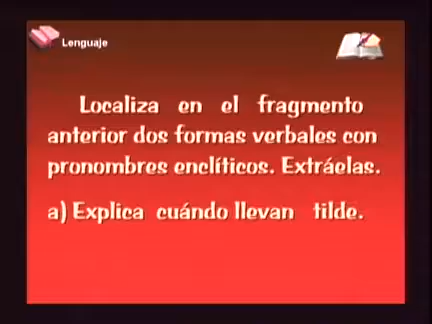 Lenguaje
Localiza en el fragmento
anterior dos formas verbales con
pronombres enclíticos. Extráelas.
a) Explica cuándo llevan tilde.